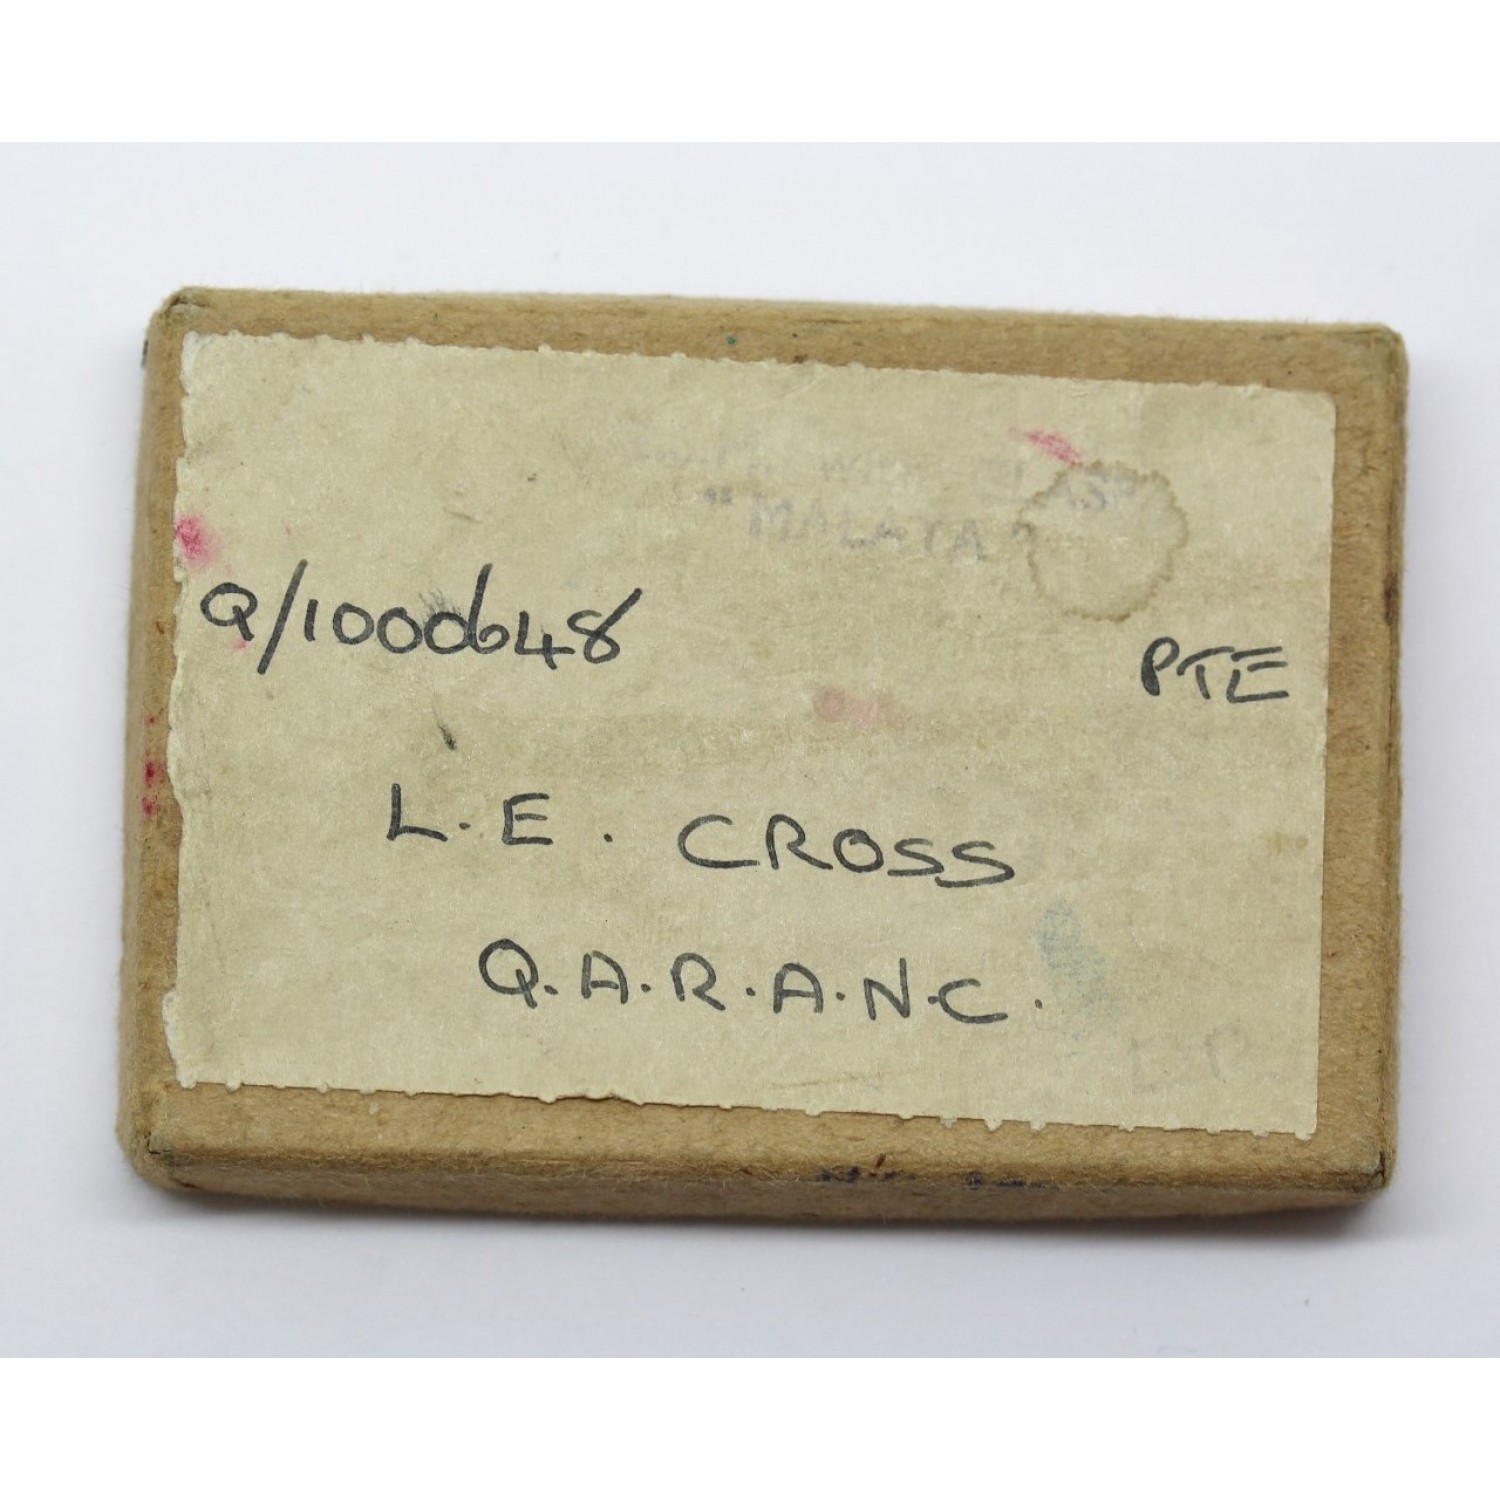 "MALAYA
Q/1000648 PTE
L.E. CROSS
Q.A.R.A.N.C.